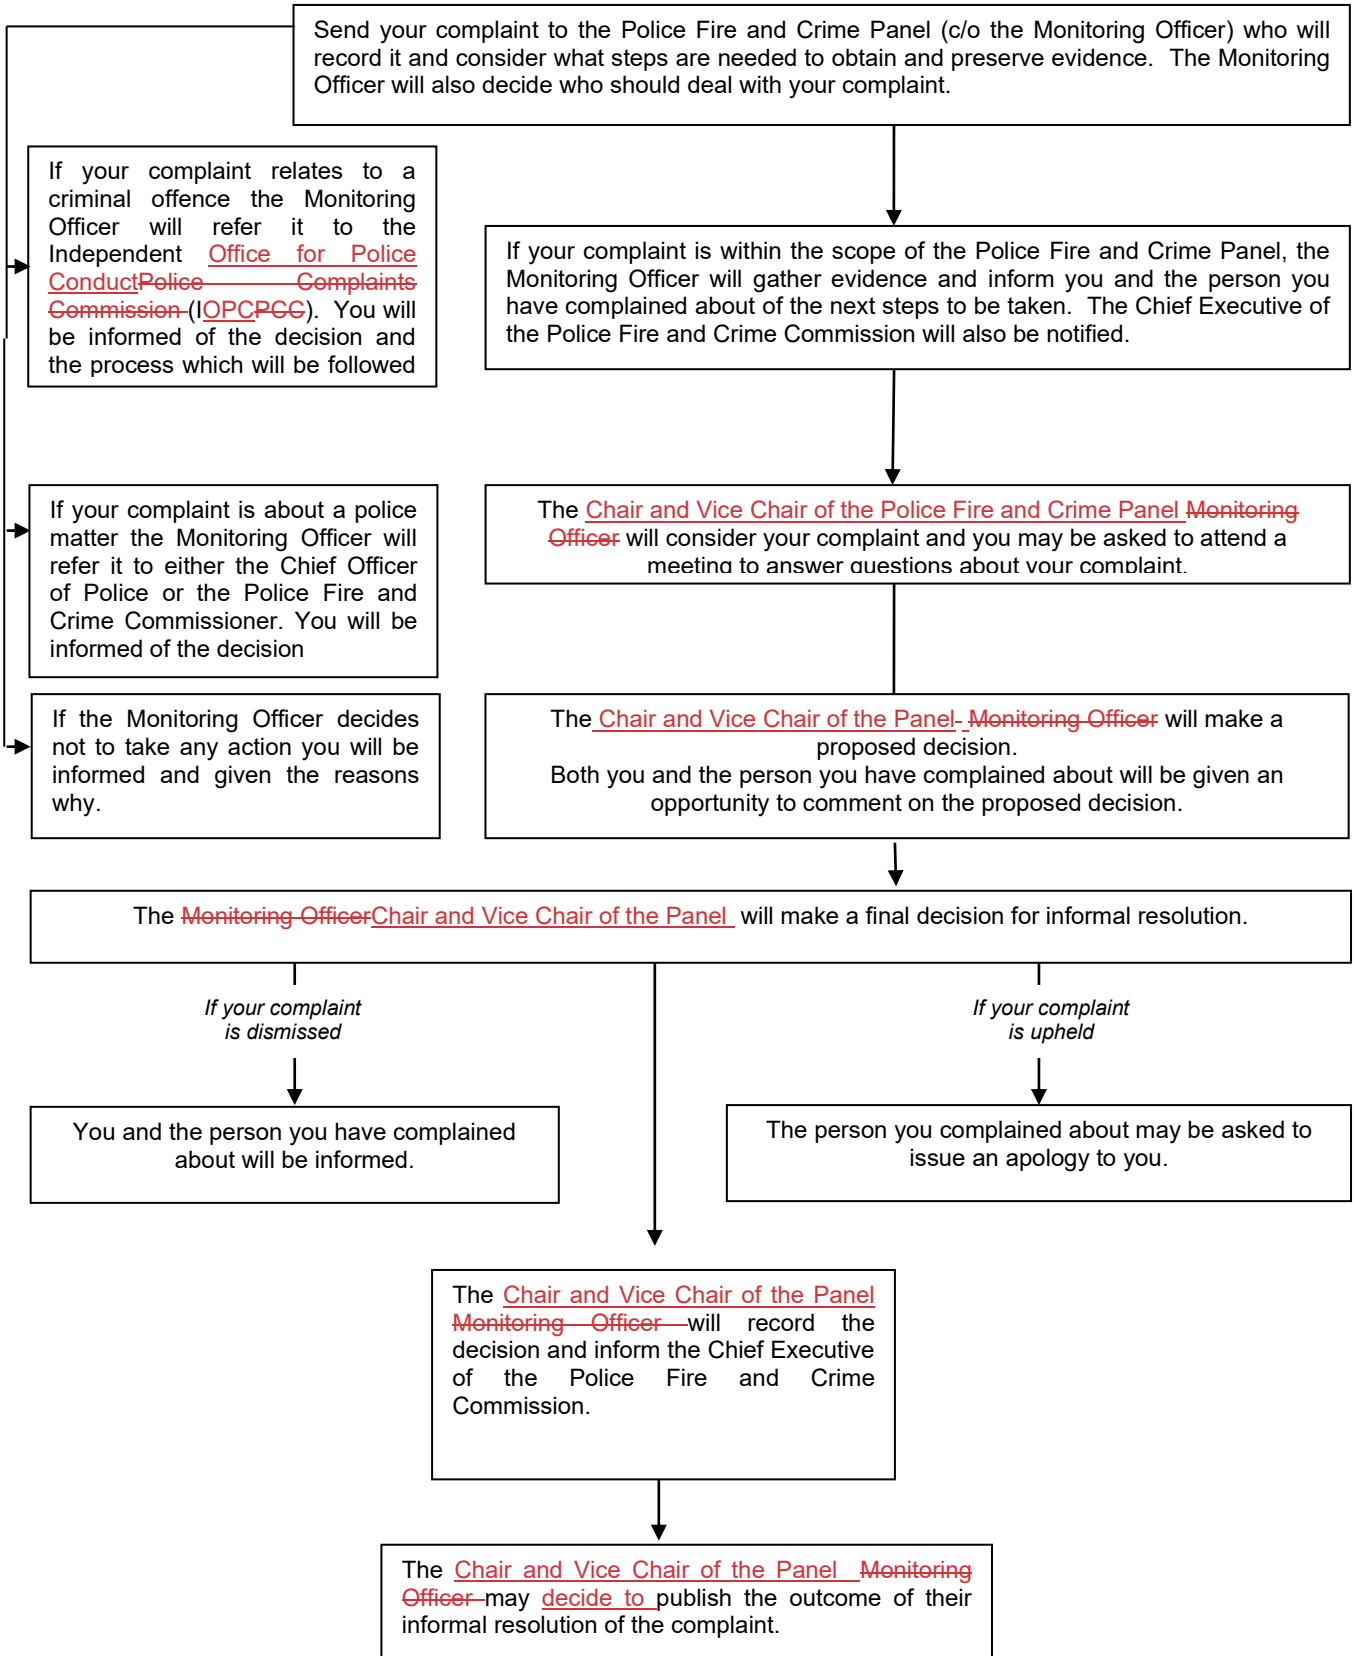 Send your complaint to the Police Fire and Crime Panel (c/o the Monitoring Officer) who will
record it and consider what steps are needed to obtain and preserve evidence. The Monitoring
Officer will also decide who should deal with your complaint.
If your complaint relates to a
criminal offence the Monitoring
Officer will refer it to the
Independent Office for Police
ConductPolice Complaints
Commission (IOPCPCC). You will
be informed of the decision and
the process which will be followed
If your complaint is within the scope of the Police Fire and Crime Panel, the
Monitoring Officer will gather evidence and inform you and the person you
have complained about of the next steps to be taken. The Chief Executive of
the Police Fire and Crime Commission will also be notified.
If your complaint is about a police
matter the Monitoring Officer will
refer it to either the Chief Officer
of Police or the Police Fire and
Crime Commissioner. You will be
informed of the decision
The Chair and Vice Chair of the Police Fire and Crime Panel Monitoring
Officer will consider your complaint and you may be asked to attend a
meeting to answer questions about your complaint.
If the Monitoring Officer decides
not to take any action you will be
informed and given the reasons
why.
The Chair and Vice Chair of the Panel- Monitoring Officer will make a
proposed decision.
Both you and the person you have complained about will be given an
opportunity to comment on the proposed decision.
The Monitoring OfficerChair and Vice Chair of the Panel will make a final decision for informal resolution.
If your complaint
is dismissed
If your complaint
is upheld
You and the person you have complained
about will be informed.
The person you complained about may be asked to
issue an apology to you.
The Chair and Vice Chair of the Panel
Monitoring Officer will record the
decision and inform the Chief Executive
of the Police Fire and Crime
Commission.
The Chair and Vice Chair of the Panel Monitoring
Officer may decide to publish the outcome of their
informal resolution of the complaint.